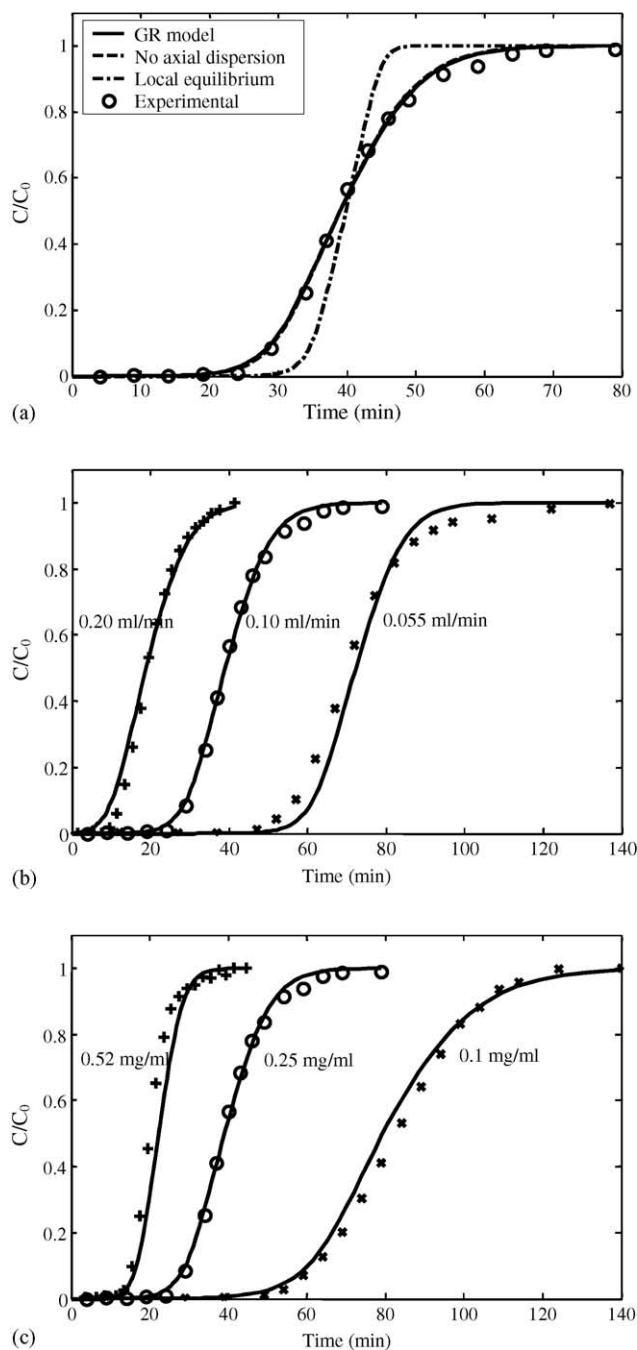 GR model
No axial dispersion
Local equilibrium
Experimental
1
0.8
0.6
0.4
0.2
0
C/C0
0 10 20 30 40 50 60 70 80
Time (min)
(a)
1
0.8
0.6
0.4
0.2
0
C/C0
0.20 ml/min 0.10 ml/min 0.055 ml/min
0 20 40 60 80 100 120 140
Time (min)
(b)
1
0.8
0.6
0.4
0.2
0
C/C0
0.52 mg/ml 0.25 mg/ml 0.1 mg/ml
0 20 40 60 80 100 120 140
Time (min)
(c)